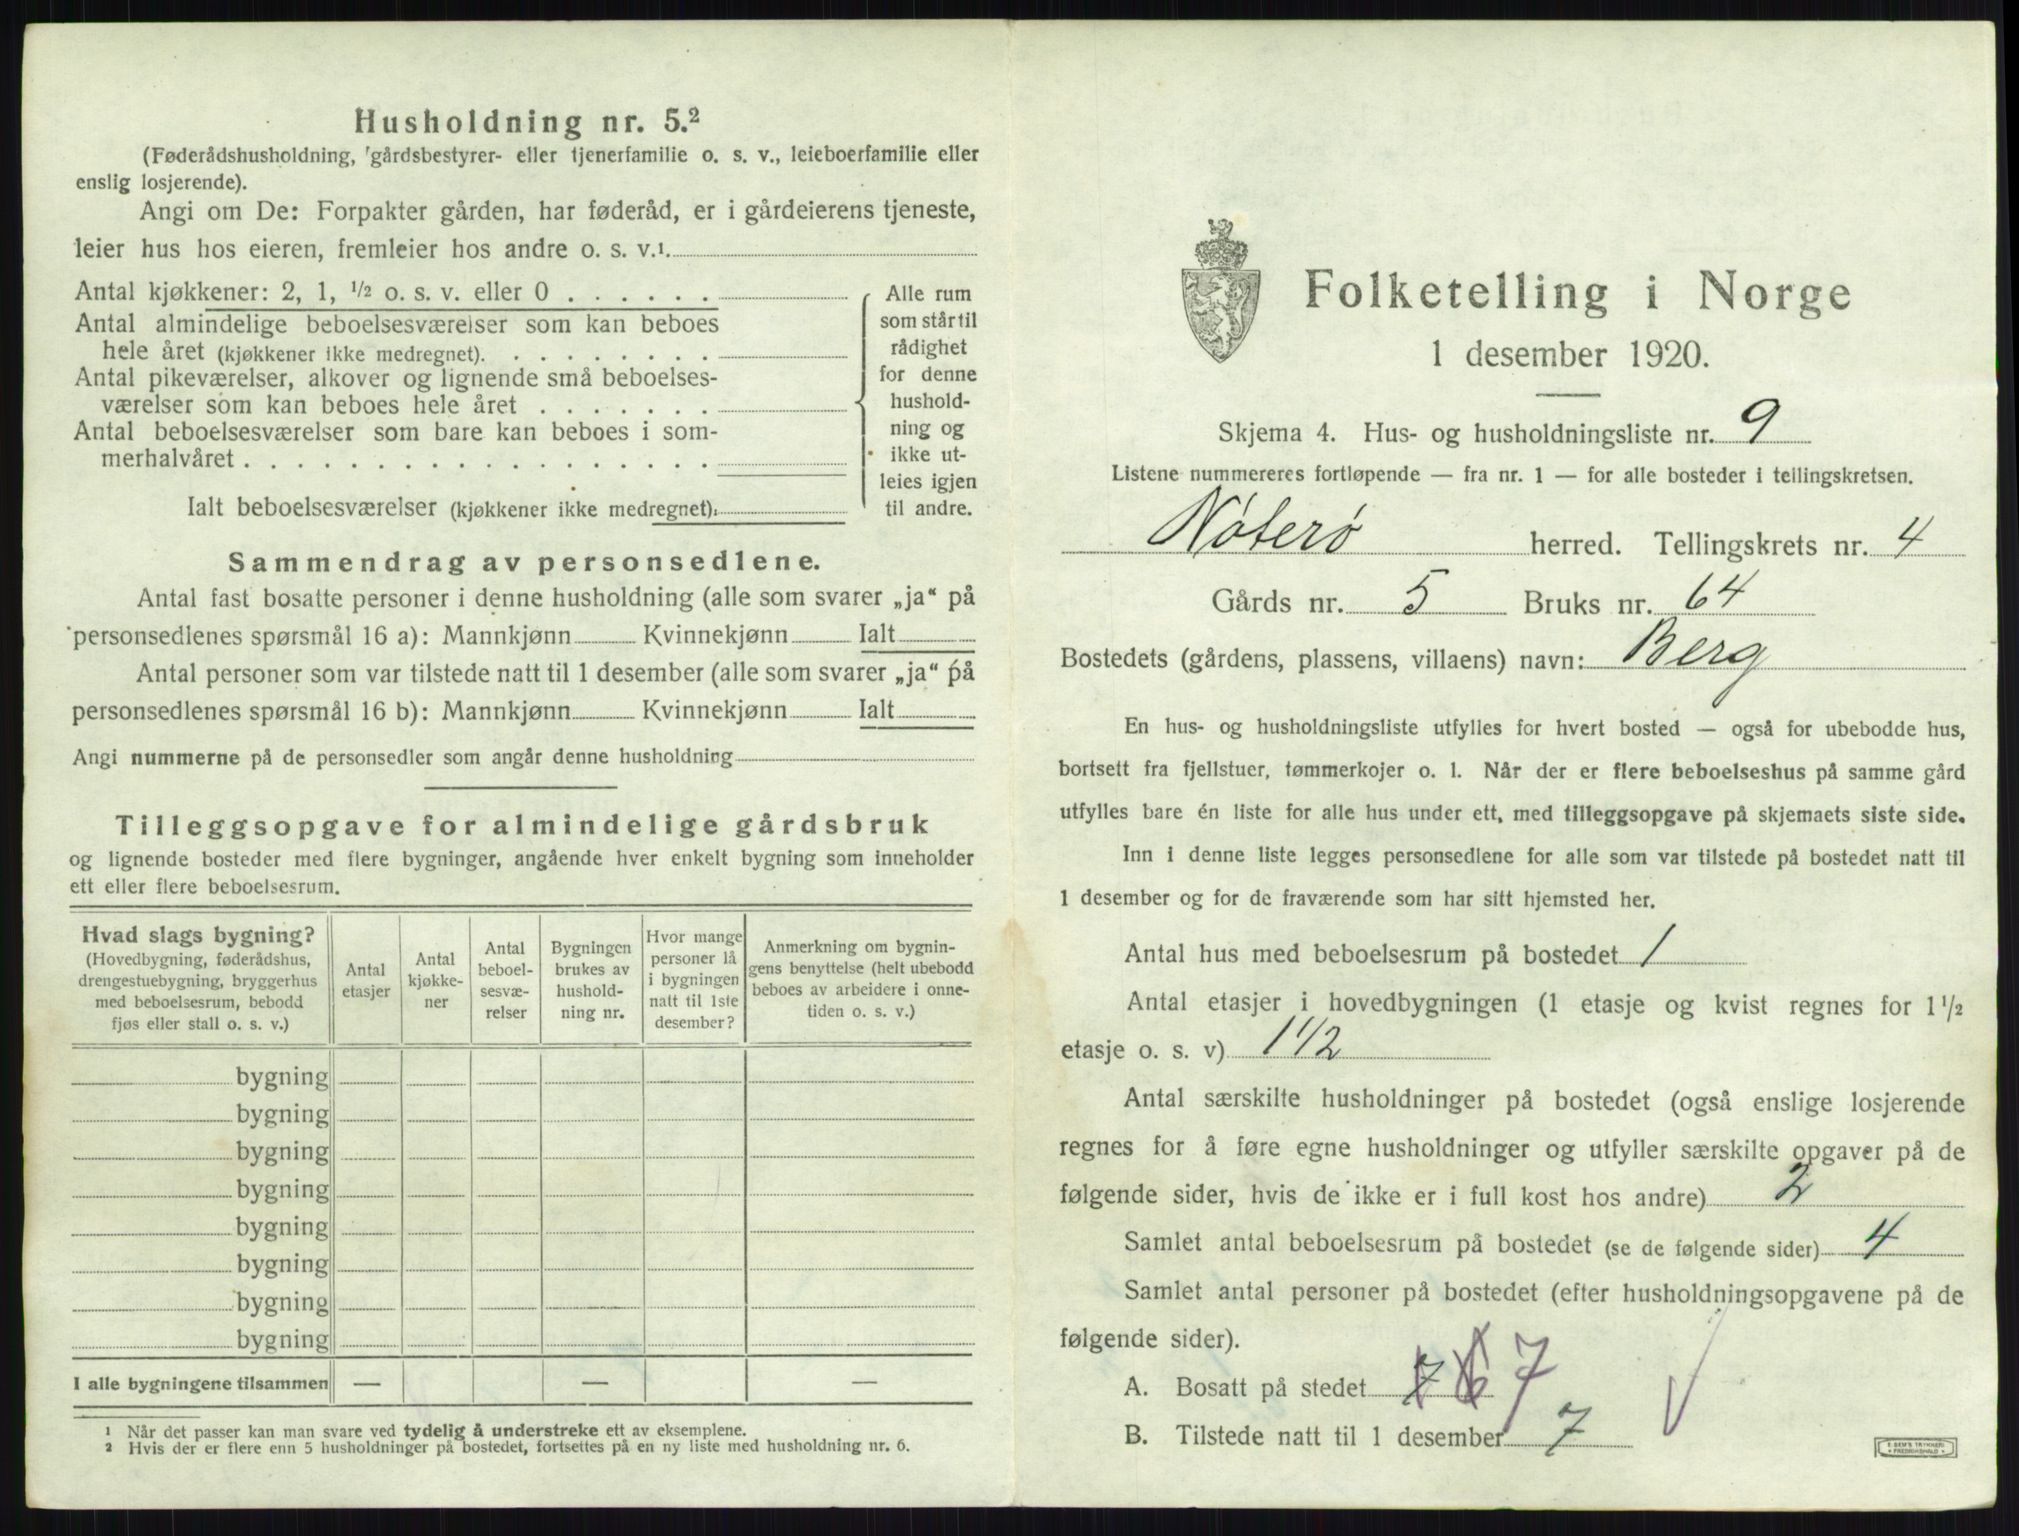 Husholdning nr. 5.²
(Føderådshusholdning, gårdsbestyrer- eller tjenerfamilie o. s. v., leieboerfamilie eller
enslig losjerende).
Angi om De: Forpakter gården, har føderåd, er i gårdeierens tjeneste,
leier hus hos eieren, fremleier hos andre o. s. v.¹.
Antal kjøkkener: 2, 1, ½ o. s. v. eller 0 . . . . . .
Antal almindelige beboelsesværelser som kan beboes
hele året (kjøkkener ikke medregnet). . . . . . . . .
Antal pikeværelser, alkover og lignende små beboelses-
værelser som kan beboes hele året . . . . . . .
Antal beboelsesværelser som bare kan beboes i som-
merhalvåret . . . . . . . . . . . . . . . . . .
Ialt beboelsesværelser (kjøkkener ikke medregnet):
Alle rum
som står til
rådighet
for denne
hushold-
ning og
ikke ut-
leies igjen
til andre.
Sammendrag av personsedlene.
Antal fast bosatte personer i denne husholdning (alle som svarer „ja“ på
personsedlenes spørsmål 16 a): Mannkjønn Kvinnekjønn Ialt
Antal personer som var tilstede natt til 1 desember (alle som svarer „ja“ på
personsedlenes spørsmål 16 b): Mannkjønn Kvinnekjønn Ialt
Angi nummerne på de personsedler som angår denne husholdning
Tilleggsopgave for almindelige gårdsbruk
og lignende bosteder med flere bygninger, angående hver enkelt bygning som inneholder
ett eller flere beboelsesrum.
Hvad slags bygning?
(Hovedbygning, føderådshus,
drengestuebygning, bryggerhus
med beboelsesrum, bebodd
fjøs eller stall o. s. v.)
Antal
etasjer
Antal
kjøkke-
ner
Antal
beboel-
sesvæ-
relser
Bygningen
brukes av
hushold-
ning nr.
Hvor mange
personer lå
i bygningen
natt til 1ste
desember?
Anmerkning om bygnin-
gens benyttelse (helt ubebodd
beboes av arbeidere i onne-
tiden o. s. v.)
bygning
bygning
bygning
bygning
bygning
bygning
bygning
bygning
I alle bygningene tilsammen — — —
¹ Når det passer kan man svare ved tydelig å understreke ett av eksemplene.
² Hvis der er flere enn 5 husholdninger på bostedet, fortsettes på en ny liste med husholdning nr. 6.
Folketelling i Norge
1 desember 1920.
Skjema 4. Hus- og husholdningsliste nr. 9
Listene nummereres fortløpende — fra nr. 1 — for alle bosteder i tellingskretsen.
Nøterø herred. Tellingskrets nr. 4
Gårds nr. 5 Bruks nr. 64
Bostedets (gårdens, plassens, villaens) navn: Berg
En hus- og husholdningsliste utfylles for hvert bosted — også for ubebodde hus,
bortsett fra fjellstuer, tømmerkojer o. l. Når der er flere beboelseshus på samme gård
utfylles bare én liste for alle hus under ett, med tilleggsopgave på skjemaets siste side.
Inn i denne liste legges personsedlene for alle som var tilstede på bostedet natt til
1 desember og for de fraværende som har sitt hjemsted her.
Antal hus med beboelsesrum på bostedet 1
Antal etasjer i hovedbygningen (1 etasje og kvist regnes for 1 ½
etasje o. s. v) 1 1/2
Antal særskilte husholdninger på bostedet (også enslige losjerende
regnes for å føre egne husholdninger og utfyller særskilte opgaver på de
følgende sider, hvis de ikke er i full kost hos andre) 2
Samlet antal beboelsesrum på bostedet (se de følgende sider) 4
Samlet antal personer på bostedet (efter husholdningsopgavene på de
følgende sider).
A. Bosatt på stedet 7 6 7
B. Tilstede natt til 1 desember 7
E. SEM'S TRYKKERI
FREDRIKSHALD